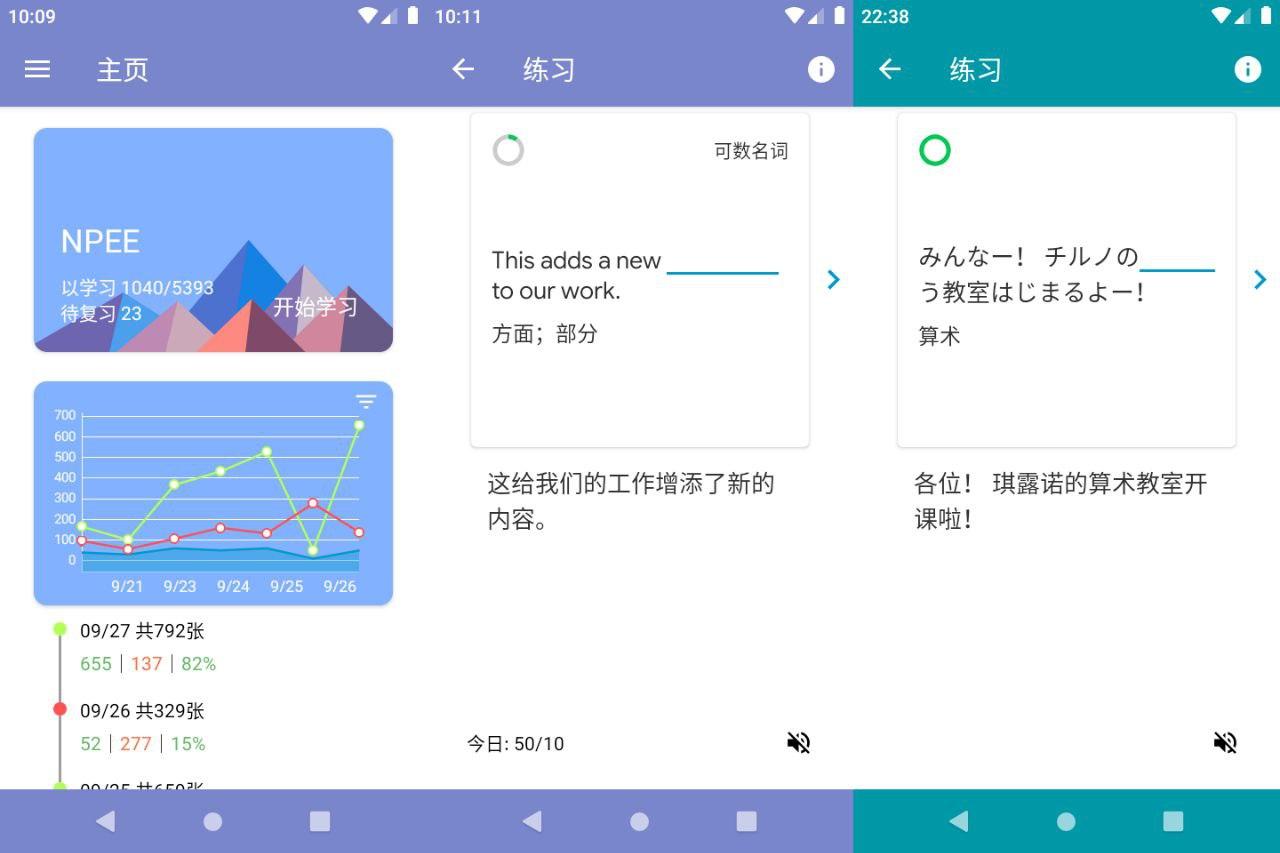 10:09
主页
NPEE
以学习 1040/5393
待复习 23
开始学习
700
600
500
400
300
200
100
0
9/21 9/23 9/24 9/25 9/26
09/27 共792张
655 | 137 | 82%
09/26 共329张
52 | 277 | 15%
10:11
练习
可数名词
This adds a new ________
to our work.
方面；部分
这给我们的工作增添了新的
内容。
今日: 50/10
22:38
练习
みんなー！ チルノの______
う教室はじまるよー！
算术
各位！ 琪露诺的算术教室开
课啦！